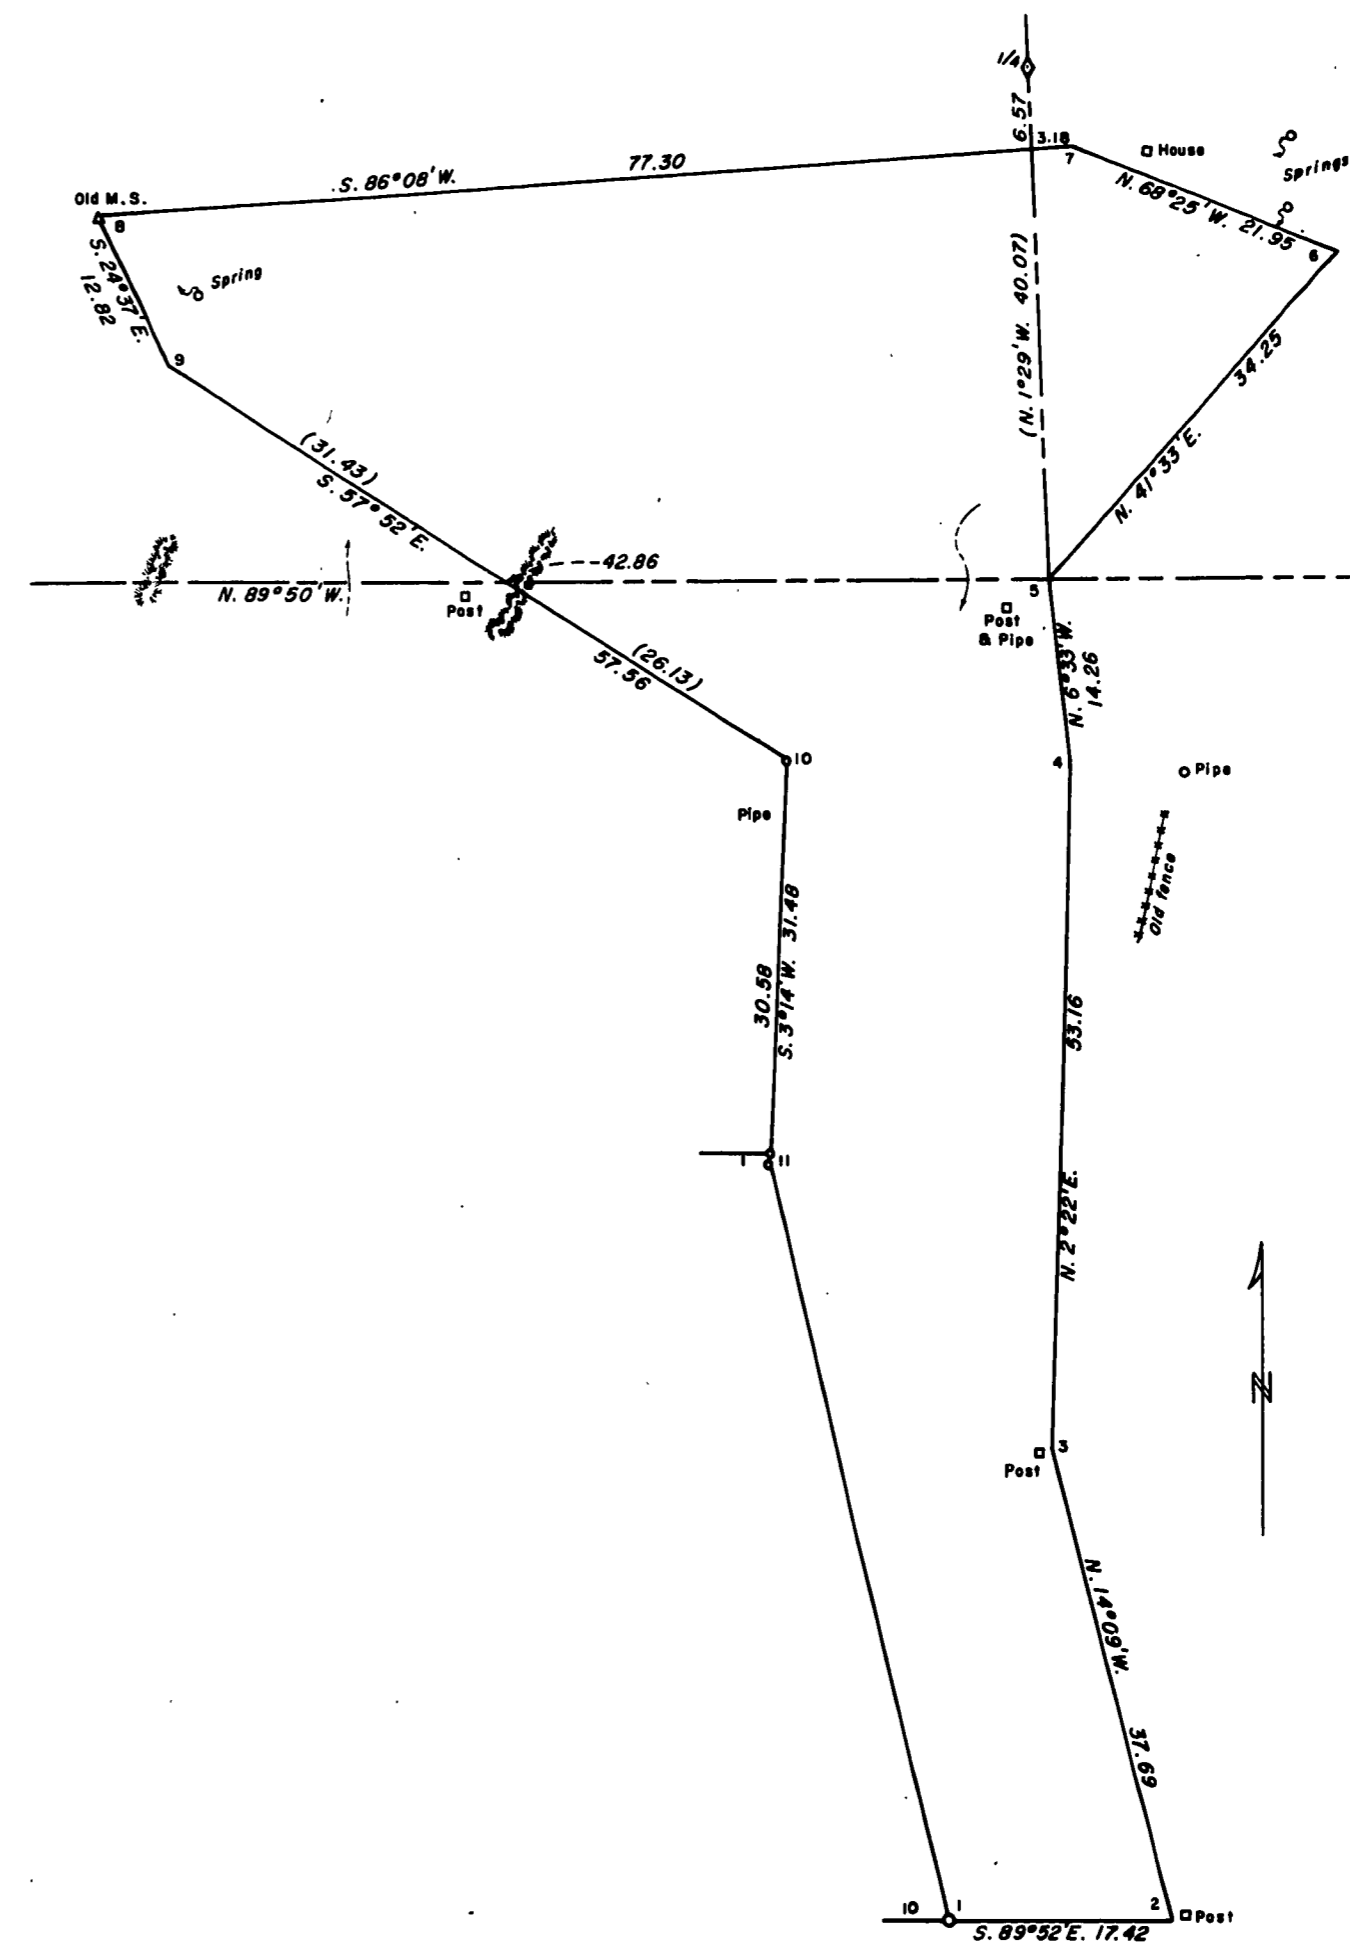 1/4
6.57
3.18
7
House
Springs
77.30
S. 86°08'W.
N. 68°25' W. 21.95
6
Old M. S.
8
S. 24°37'E.
12.82
Spring
9
(N. 1°29'W. 40.07)
34.25
N. 41°33'E.
(31.43)
S. 57°52'E.
---42.86
N. 89°50'W.
Post
5
Post
& Pipe
N. 6°33'W.
14.26
(26.13)
57.56
10
4
Pipe
Pipe
Old fence
31.48
S. 3°14'W.
30.58
53.16
1
11
N. 2°22'E.
N
3
Post
N. 14°09'W.
37.69
10
1
2
Post
S. 89°52'E. 17.42